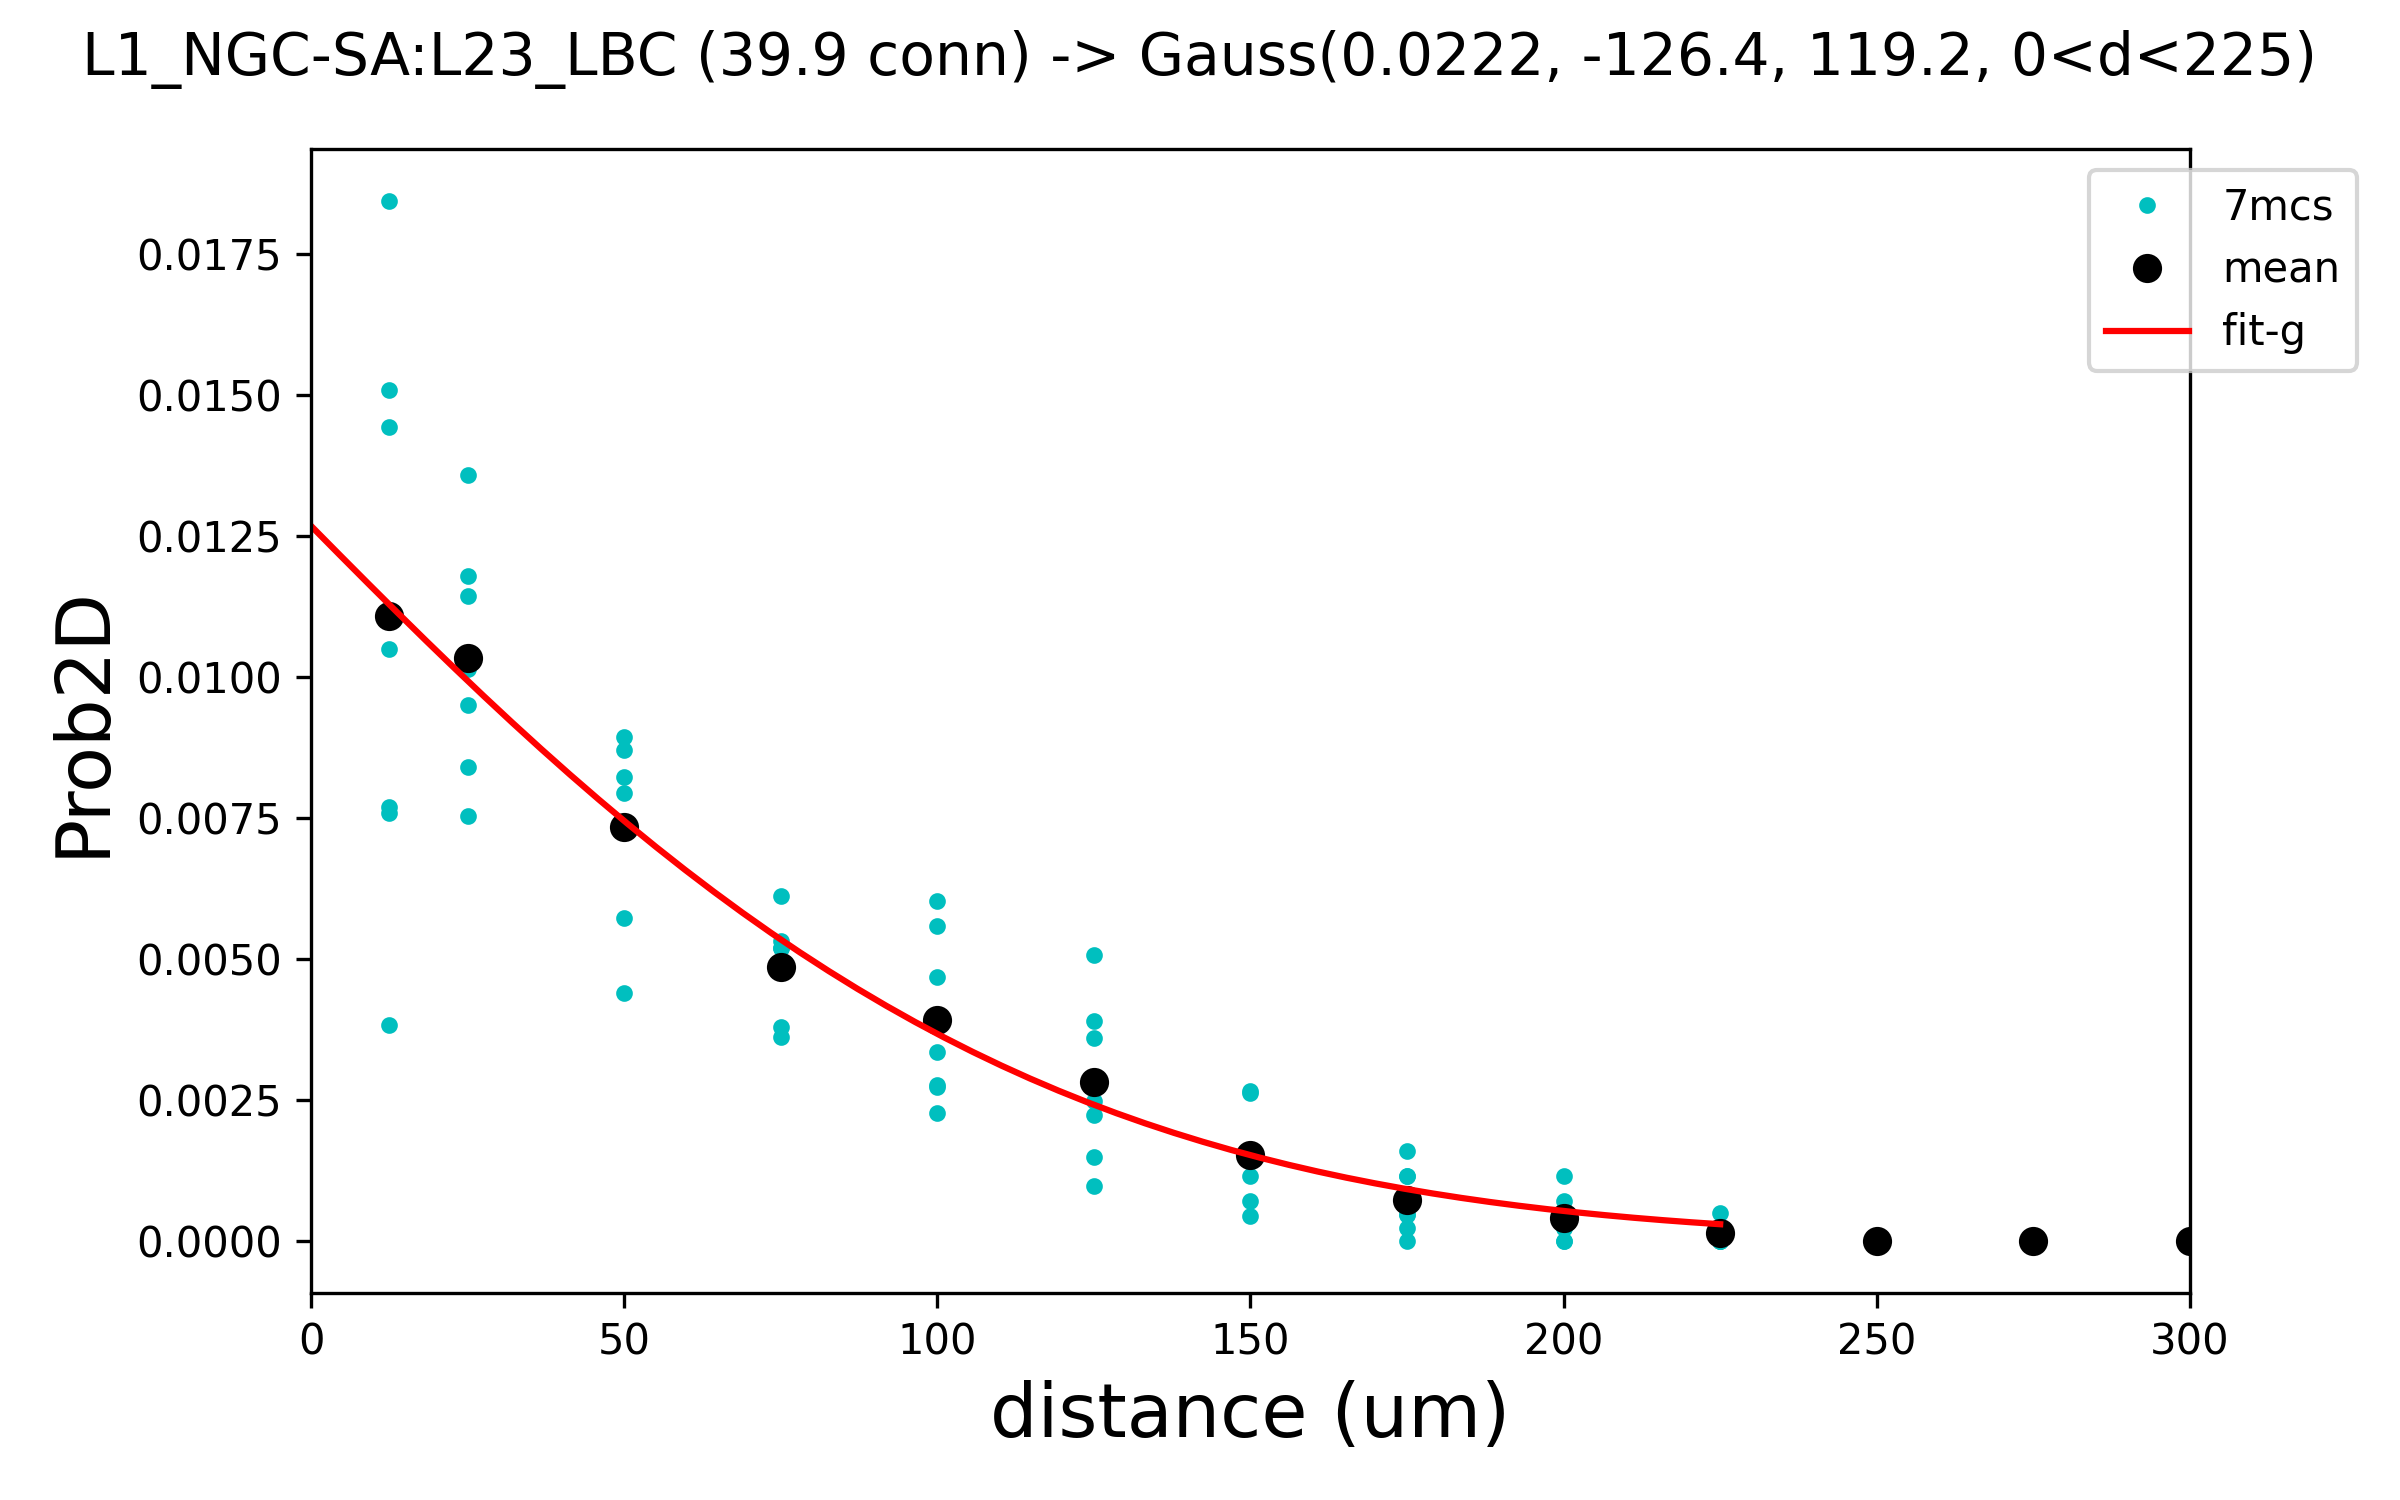 L1_NGC-SA:L23_LBC (39.9 conn) -> Gauss(0.0222, -126.4, 119.2, 0<d<225)
7mcs
mean
fit-g
0.0175
0.0150
0.0125
0.0100
0.0075
0.0050
0.0025
0.0000
Prob2D
0 50 100 150 200 250 300
distance (um)